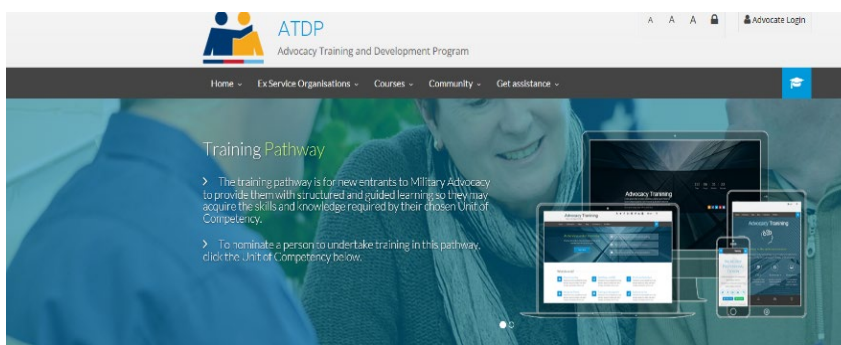 ATDP
Advocacy Training and Development Program
A A A Advocate Login
Home Ex Service Organisations Courses Community Get assistance
Training Pathway
The training pathway is for new entrants to Military Advocacy
to provide them with structured and guided learning so they may
acquire the skills and knowledge required by their chosen Unit of
Competency.
To nominate a person to undertake training in this pathway,
click the Unit of Competency below.
Advocacy Training
Advocacy Training
Advocacy Training